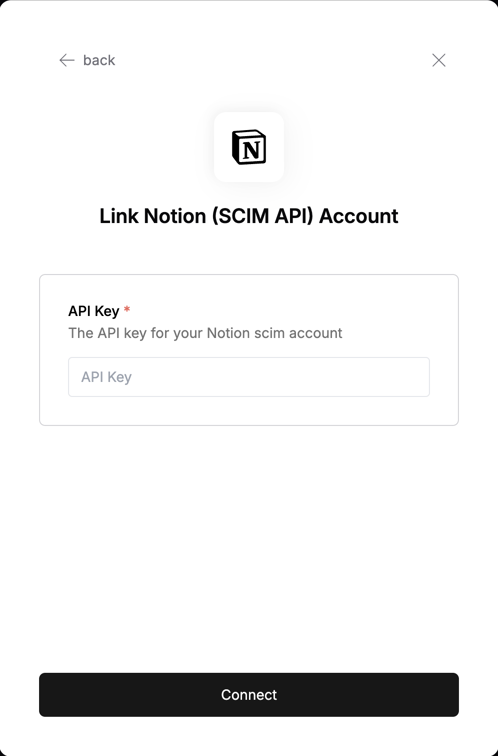 back
N
Link Notion (SCIM API) Account
API Key *
The API key for your Notion scim account
API Key
Connect